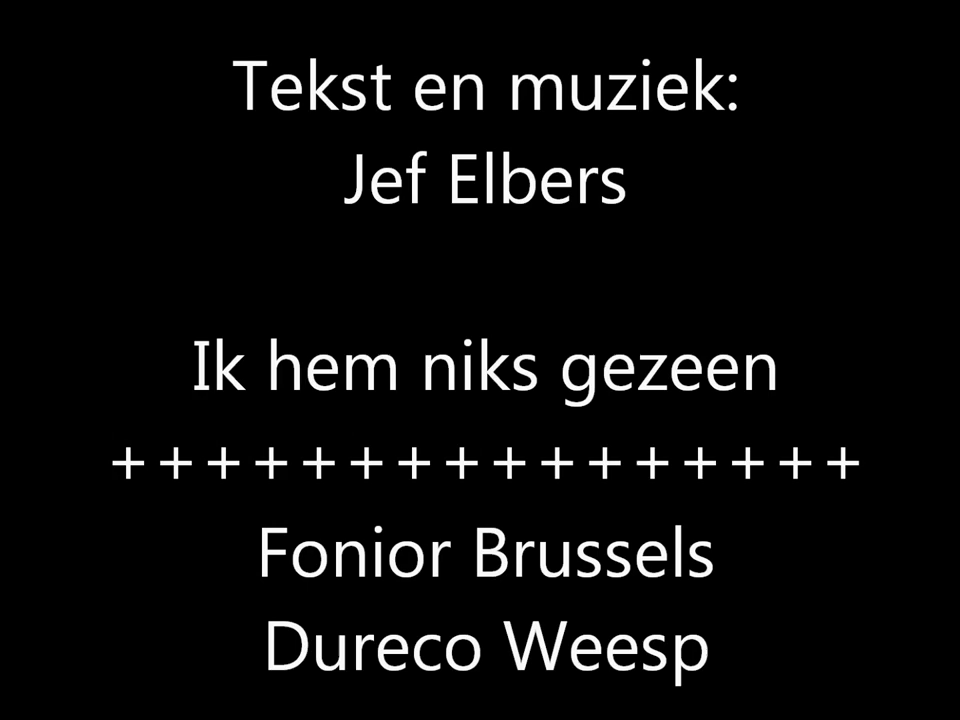 Tekst en muziek:
Jef Elbers
Ik hem niks gezeen
++++++++++++++++
Fonior Brussels
Dureco Weesp